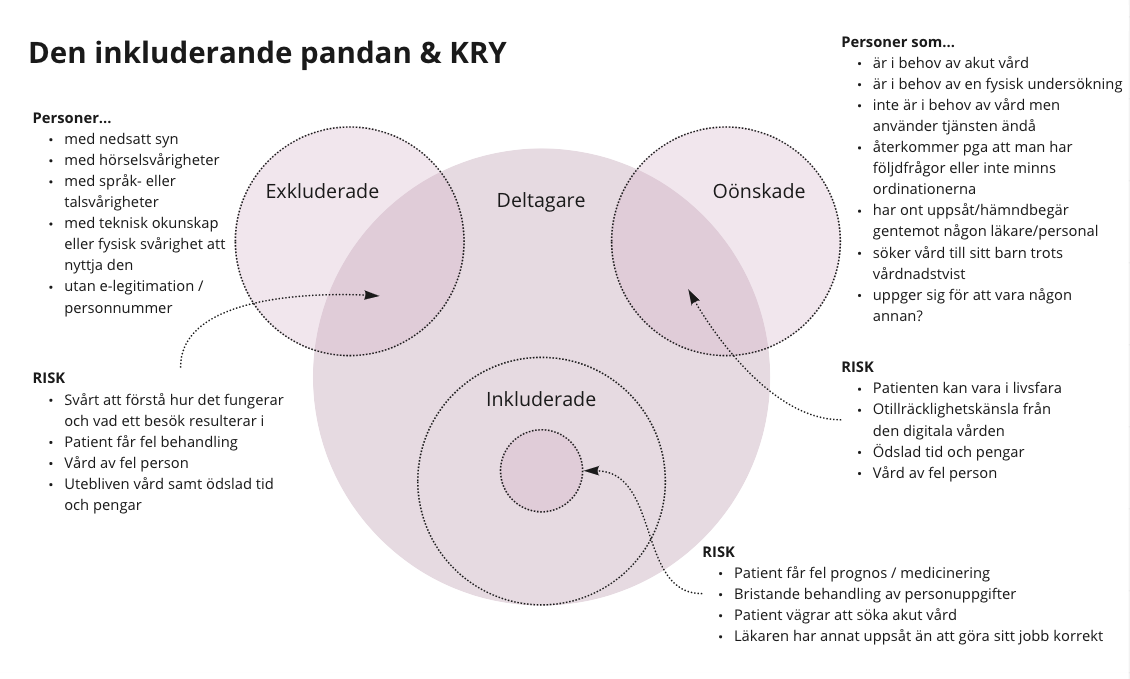 Den inkluderande pandan & KRY
Personer...
• med nedsatt syn
• med hörselsvårigheter
• med språk- eller
talsvårigheter
• med teknisk okunskap
eller fysisk svårighet att
nyttja den
• utan e-legitimation /
personnummer
RISK
• Svårt att förstå hur det fungerar
och vad ett besök resulterar i
• Patient får fel behandling
• Vård av fel person
• Utebliven vård samt ödslad tid
och pengar
Exkluderade
Deltagare
Oönskade
Inkluderade
Personer som...
• är i behov av akut vård
• är i behov av en fysisk undersökning
• inte är i behov av vård men
använder tjänsten ändå
• återkommer pga att man har
följdfrågor eller inte minns
ordinationerna
• har ont uppsåt/hämndbegär
gentemot någon läkare/personal
• söker vård till sitt barn trots
vårdnadstvist
• uppger sig för att vara någon
annan?
RISK
• Patienten kan vara i livsfara
• Otillräcklighetskänsla från
den digitala vården
• Ödslad tid och pengar
• Vård av fel person
RISK
• Patient får fel prognos / medicinering
• Bristande behandling av personuppgifter
• Patient vägrar att söka akut vård
• Läkaren har annat uppsåt än att göra sitt jobb korrekt